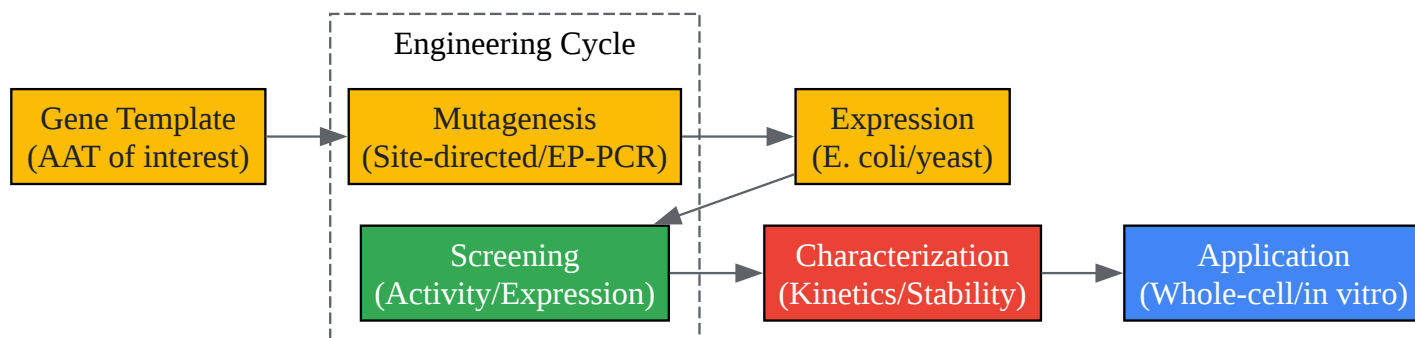 Engineering Cycle
Gene Template
(AAT of interest)
Mutagenesis
(Site-directed/EP-PCR)
Expression
(E. coli/yeast)
Screening
(Activity/Expression)
Characterization
(Kinetics/Stability)
Application
(Whole-cell/in vitro)